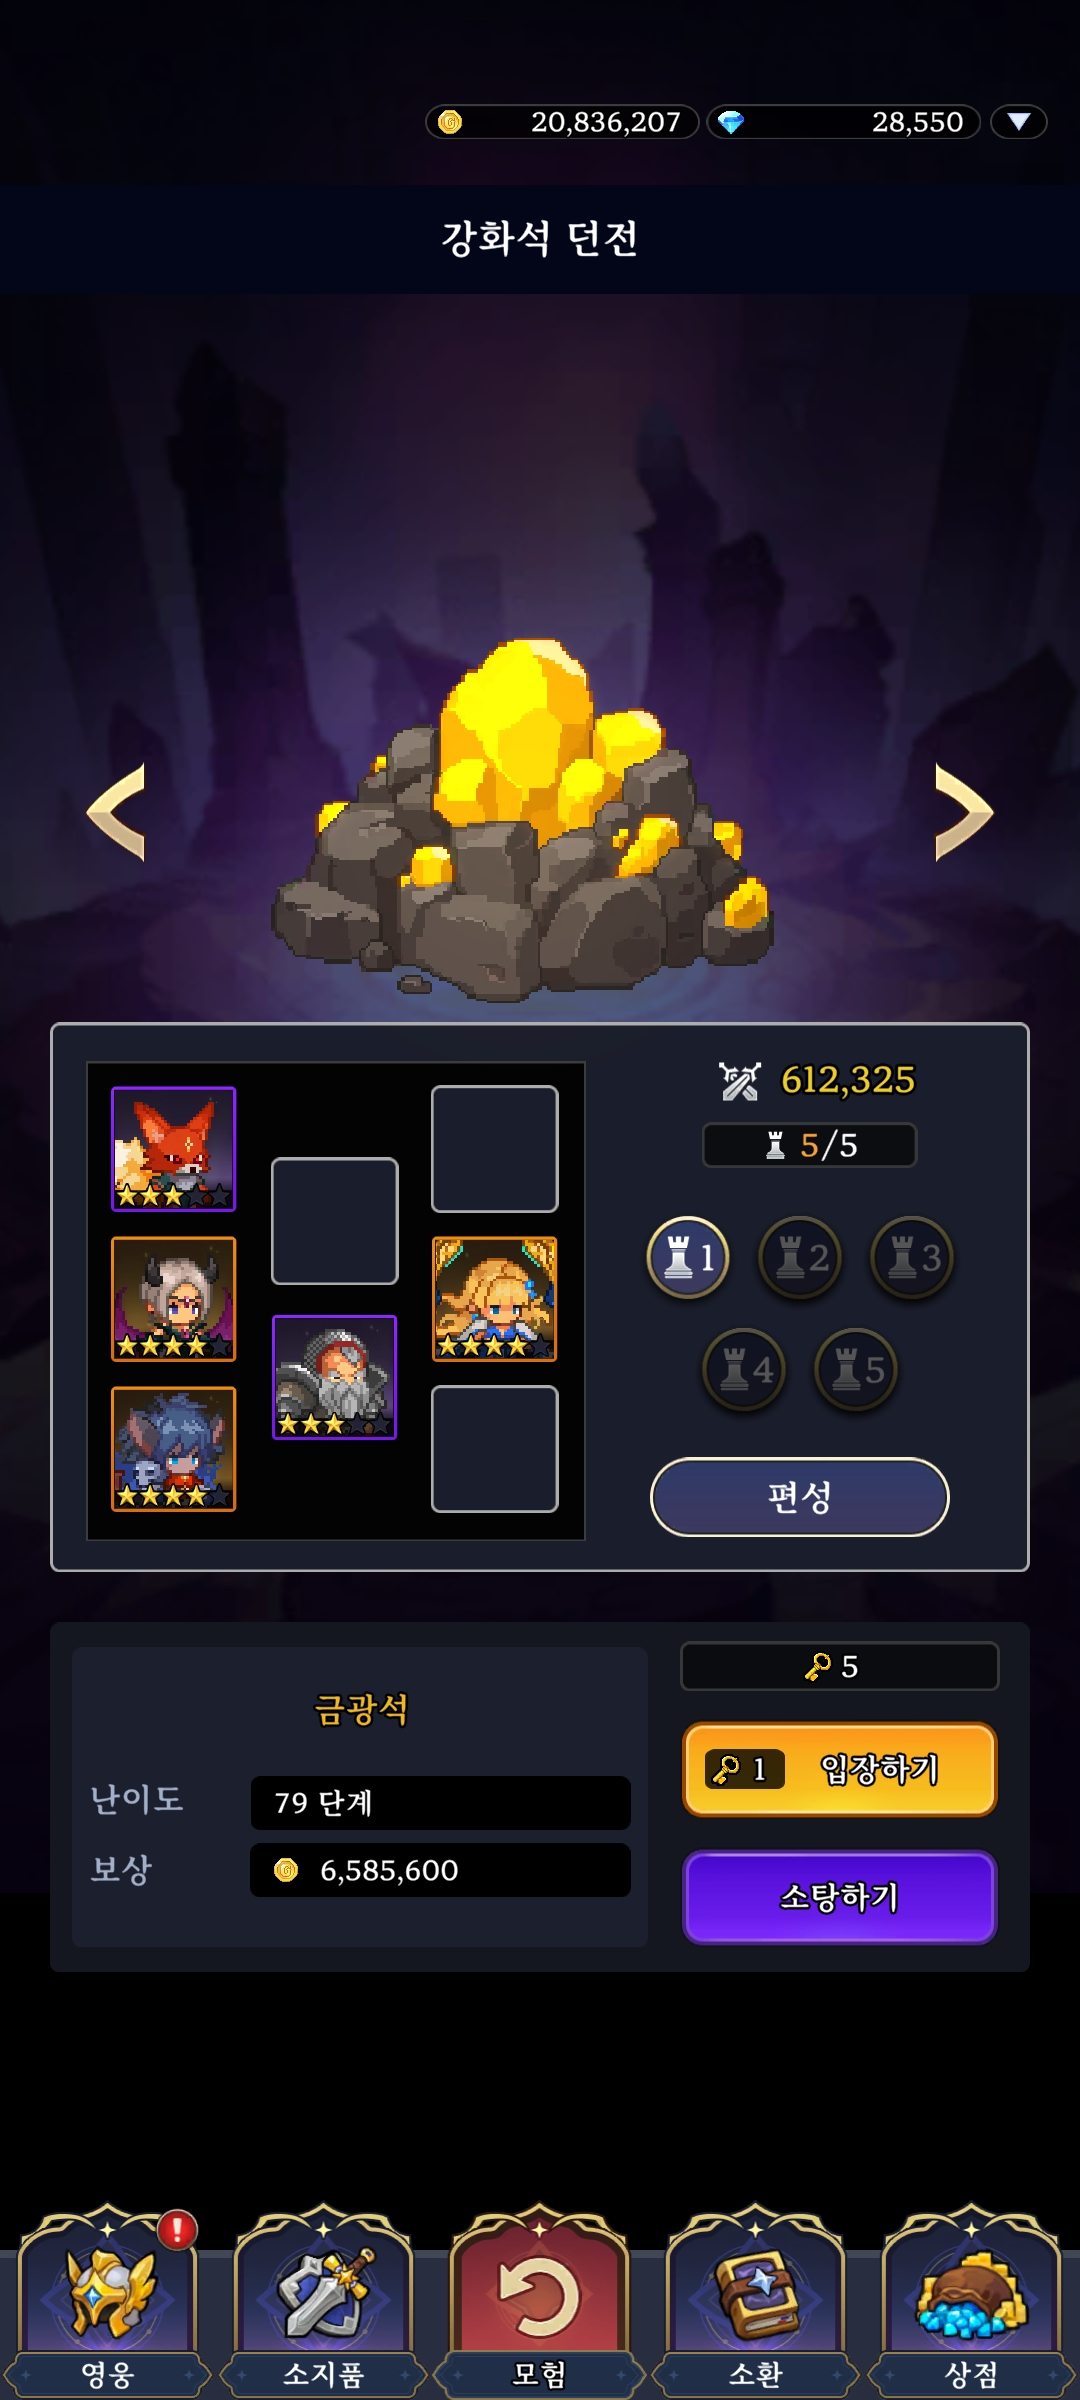 20,836,207
28,550
강화석 던전
612,325
5/5
1
2
3
4
5
편성
금광석
5
난이도
79 단계
1 입장하기
보상
6,585,600
소탕하기
영웅
소지품
모험
소환
상점